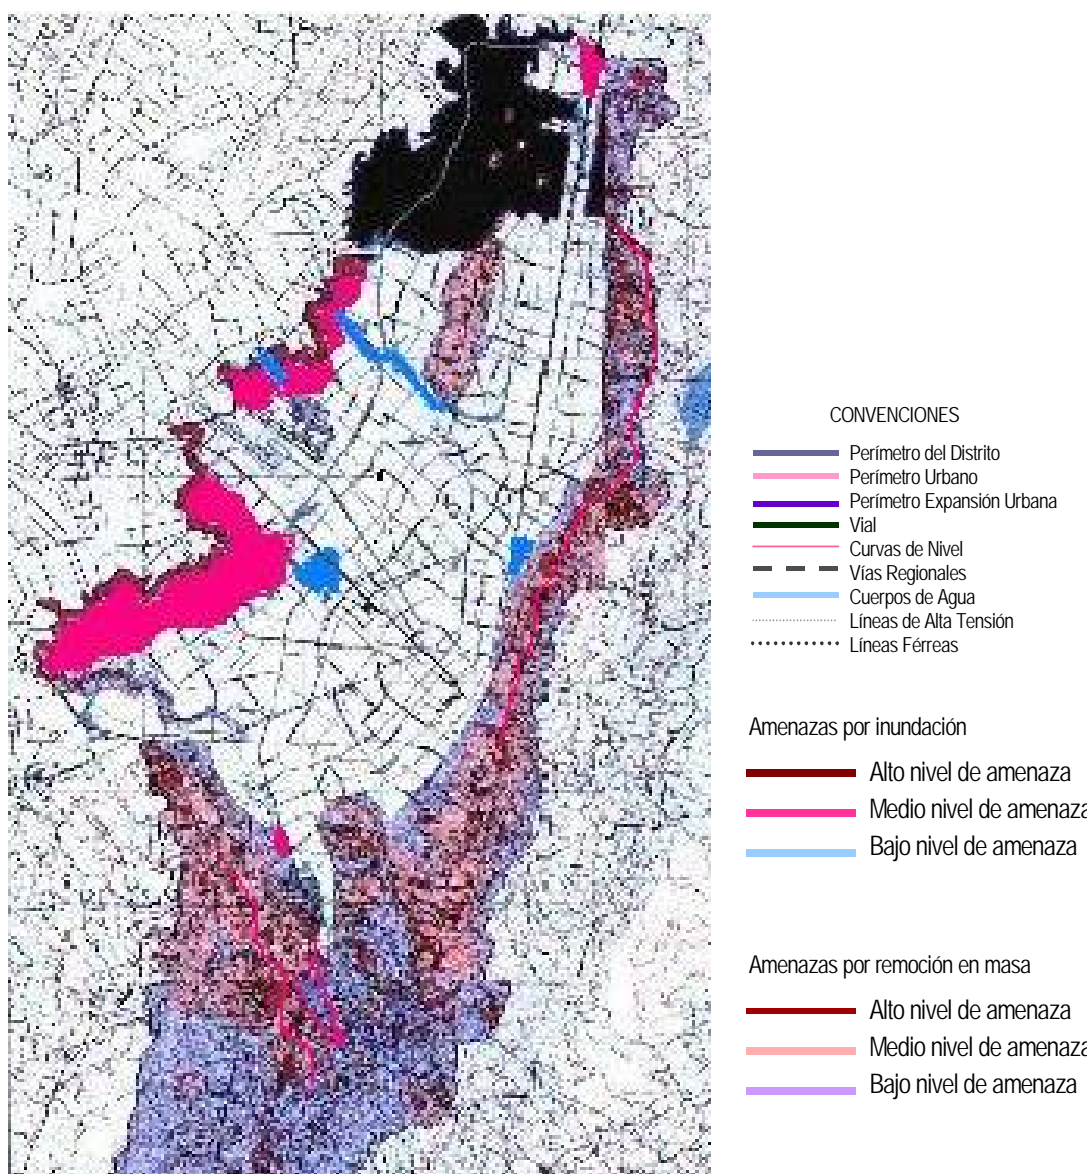 CONVENCIONES
Perímetro del Distrito
Perímetro Urbano
Perímetro Expansión Urbana
Vial
Curvas de Nivel
Vías Regionales
Cuerpos de Agua
Líneas de Alta Tensión
Líneas Férreas
Amenazas por inundación
Alto nivel de amenaza
Medio nivel de amenaza
Bajo nivel de amenaza
Amenazas por remoción en masa
Alto nivel de amenaza
Medio nivel de amenaza
Bajo nivel de amenaza